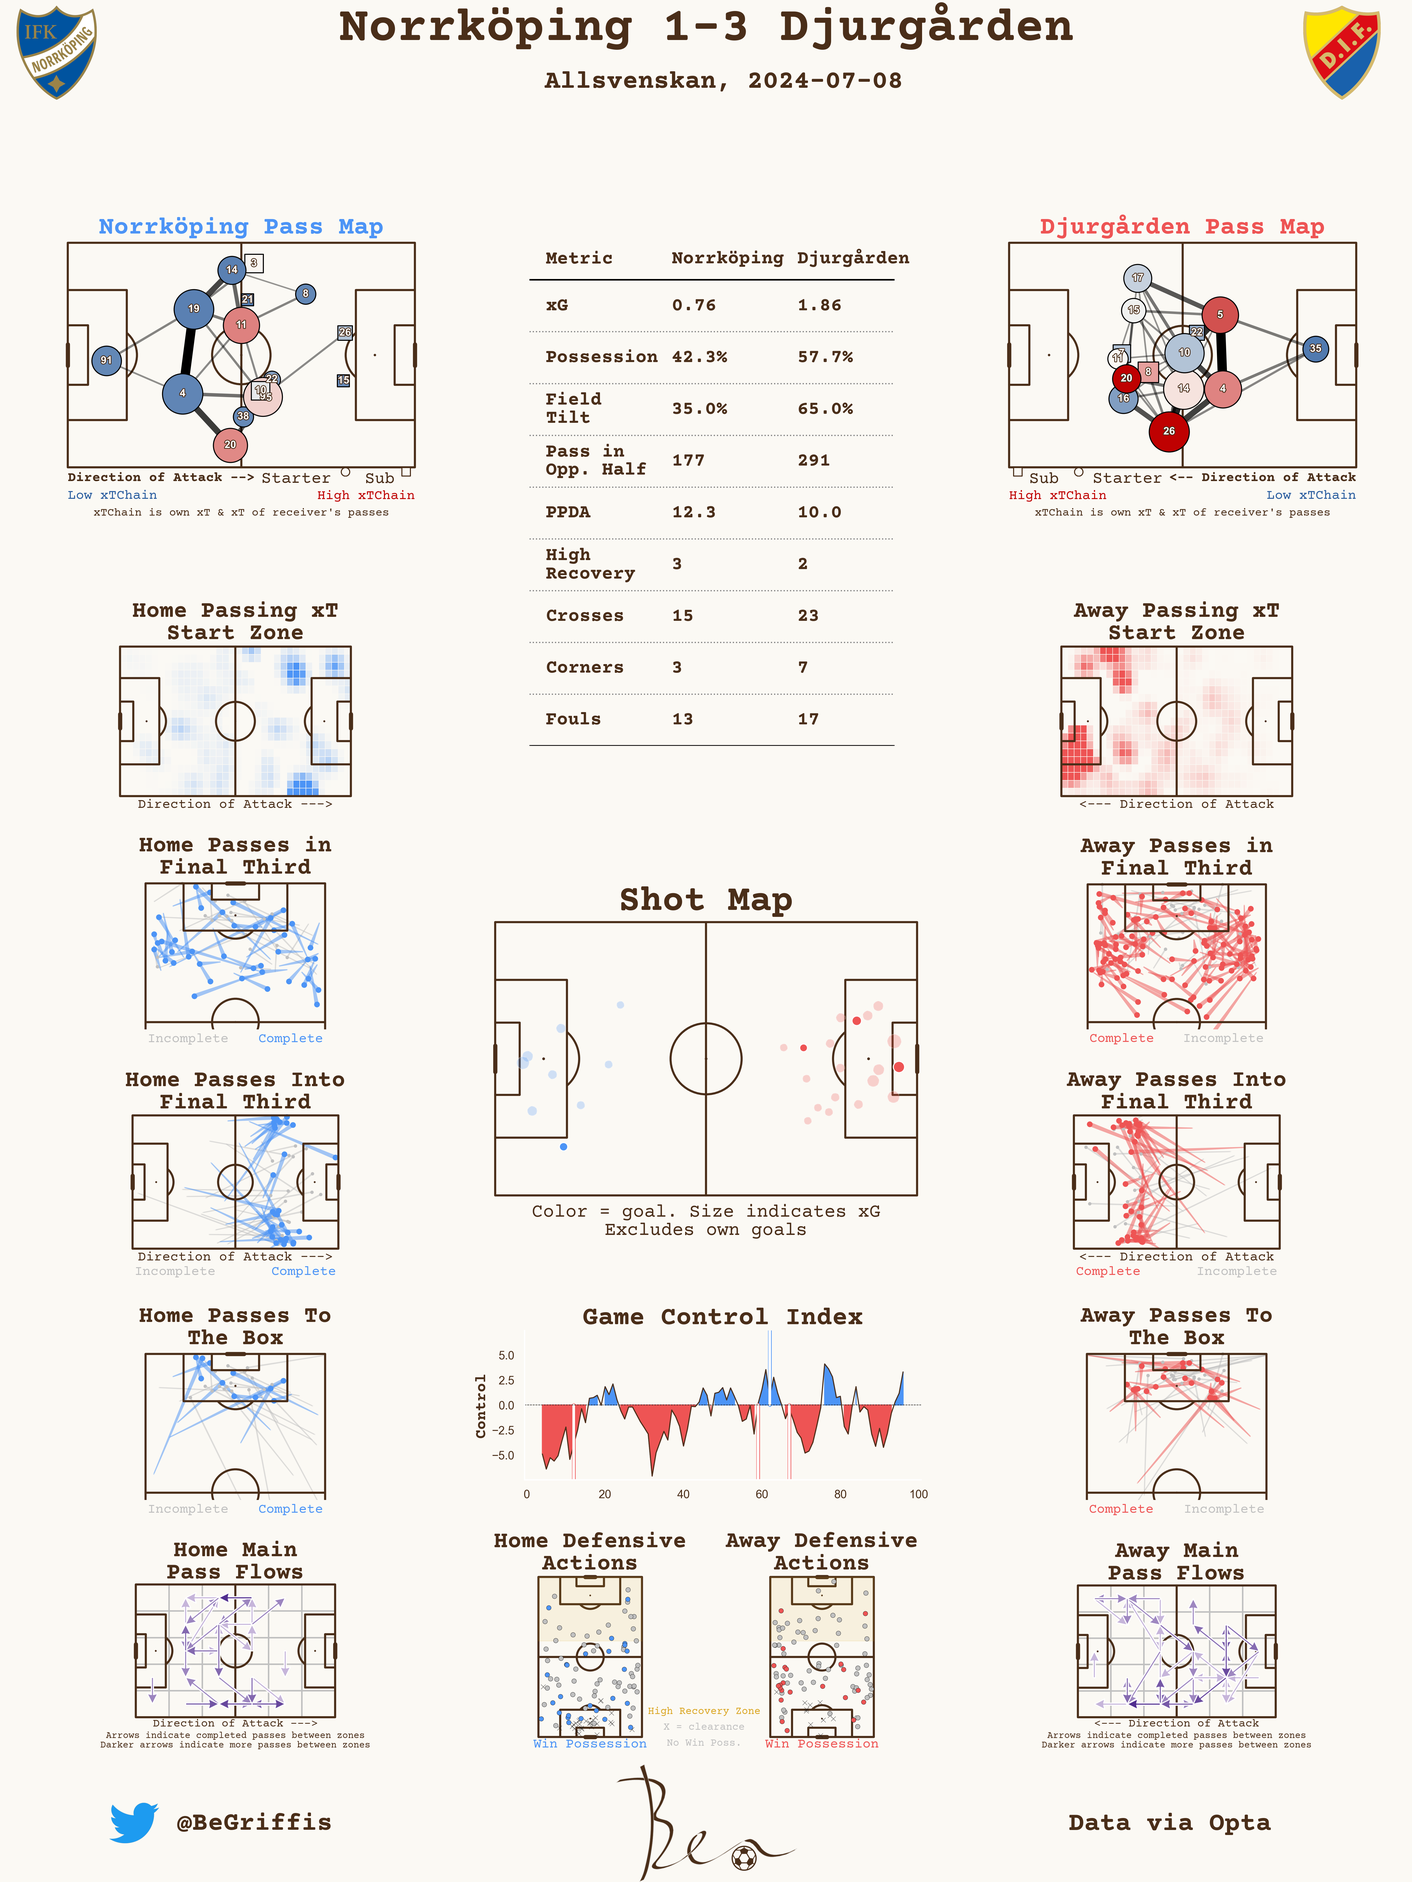 Norrköping 1-3 Djurgården
Allsvenskan, 2024-07-08
IFK
NORRKÖPING
D.I.F.
Norrköping Pass Map
14
3
8
21
19
11
26
91
22
15
10
4
38
20
Direction of Attack --> Starter Sub
Low xTChain High xTChain
xTChain is own xT & xT of receiver's passes
Metric Norrköping Djurgården
xG 0.76 1.86
Possession 42.3% 57.7%
Field
Tilt 35.0% 65.0%
Pass in
Opp. Half 177 291
PPDA 12.3 10.0
High
Recovery 3 2
Crosses 15 23
Corners 3 7
Fouls 13 17
Djurgården Pass Map
17
15
5
22
35
10
11
20
8
14
4
16
26
Sub Starter <-- Direction of Attack
High xTChain Low xTChain
xTChain is own xT & xT of receiver's passes
Home Passing xT
Start Zone
Direction of Attack --->
Away Passing xT
Start Zone
<--- Direction of Attack
Home Passes in
Final Third
Incomplete Complete
Away Passes in
Final Third
Complete Incomplete
Shot Map
Color = goal. Size indicates xG
Excludes own goals
Home Passes Into
Final Third
Direction of Attack --->
Incomplete Complete
Away Passes Into
Final Third
<--- Direction of Attack
Complete Incomplete
Home Passes To
The Box
Incomplete Complete
Game Control Index
Control
5.0
2.5
0.0
−2.5
−5.0
0 20 40 60 80 100
Away Passes To
The Box
Complete Incomplete
Home Main
Pass Flows
Direction of Attack --->
Arrows indicate completed passes between zones
Darker arrows indicate more passes between zones
Home Defensive
Actions
Win Possession
High Recovery Zone
X = clearance
No Win Poss.
Away Defensive
Actions
Win Possession
Away Main
Pass Flows
<--- Direction of Attack
Arrows indicate completed passes between zones
Darker arrows indicate more passes between zones
@BeGriffis
Ben
Data via Opta